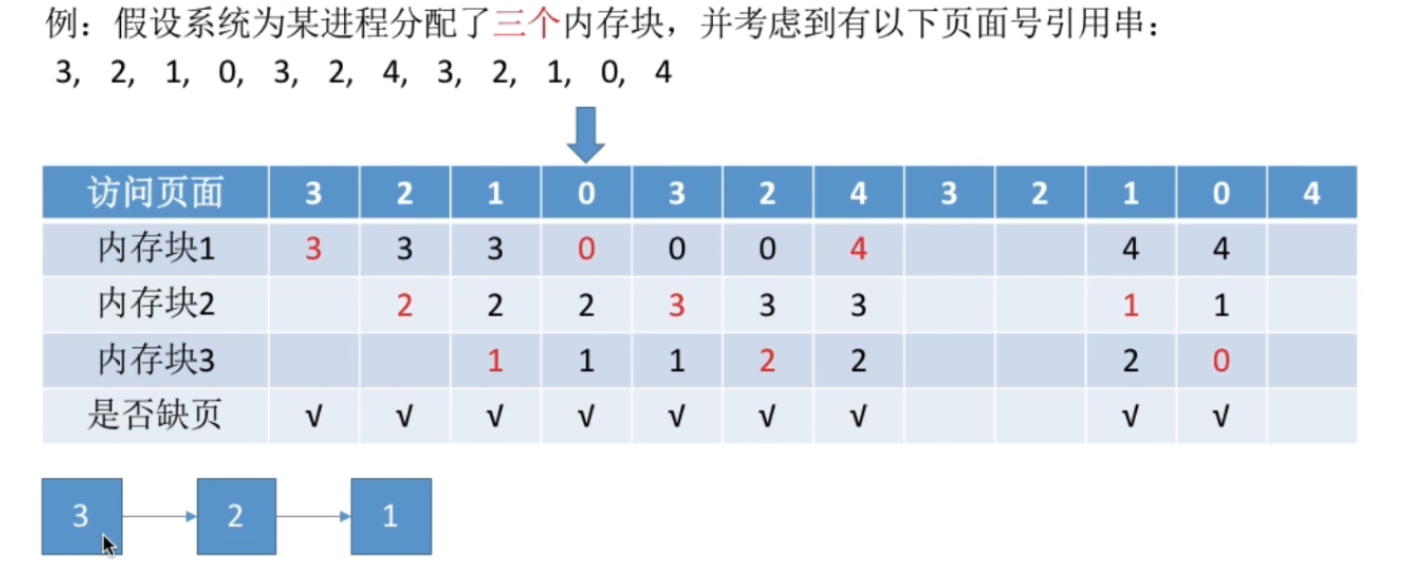 例：假设系统为某进程分配了三个内存块，并考虑到有以下页面号引用串：
3, 2, 1, 0, 3, 2, 4, 3, 2, 1, 0, 4
访问页面 3 2 1 0 3 2 4 3 2 1 0 4
内存块1 3 3 3 0 0 0 4 4 4
内存块2 2 2 2 3 3 3 1 1
内存块3 1 1 1 2 2 2 0
是否缺页 √ √ √ √ √ √ √ √ √
3 2 1